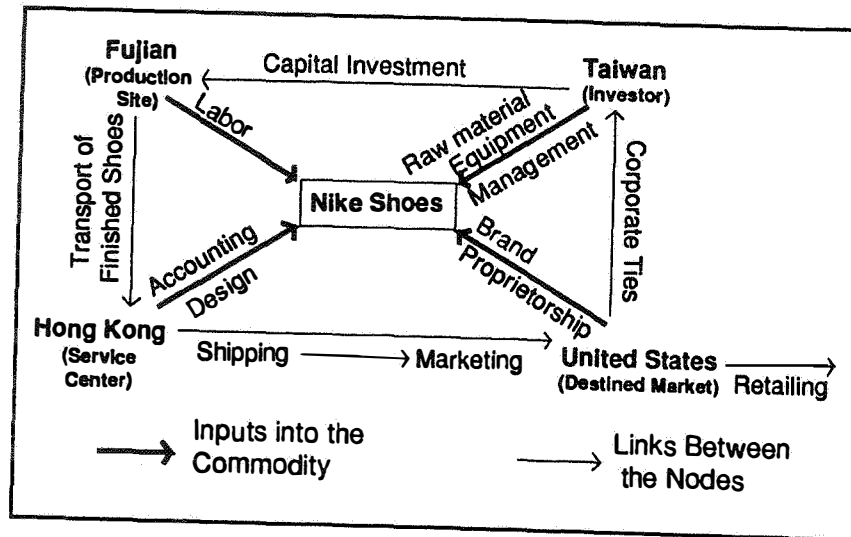 Fujian
(Production
Site)
Capital Investment
Taiwan
(Investor)
Labor
Raw material
Equipment
Management
Transport of
Finished Shoes
Nike Shoes
Corporate Ties
Accounting
Design
Brand
Proprietorship
Hong Kong
(Service
Center)
Shipping
Marketing
United States
(Destined Market)
Retailing
Inputs into the
Commodity
Links Between
the Nodes